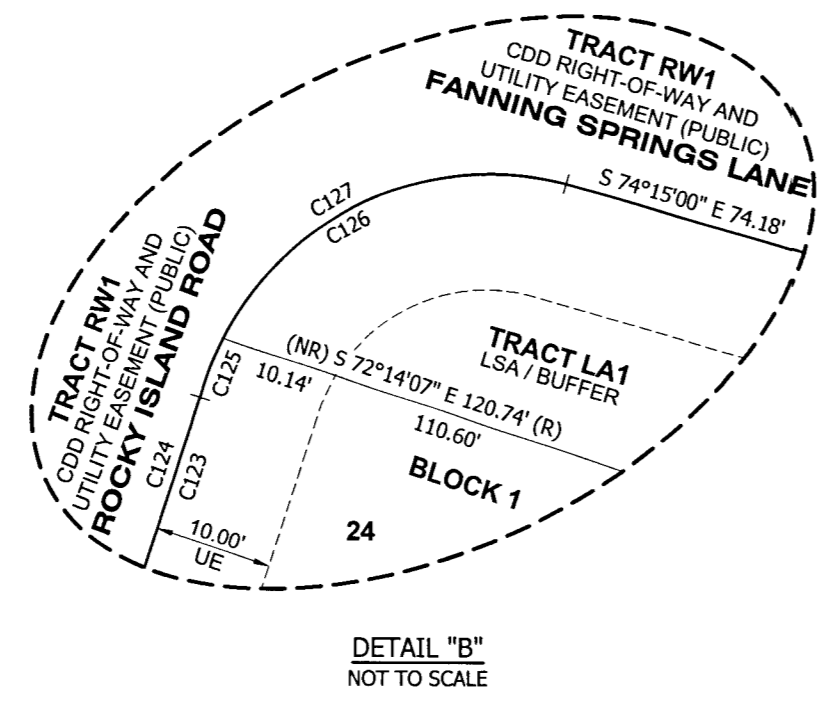 TRACT RW1
CDD RIGHT-OF-WAY AND
UTILITY EASEMENT (PUBLIC)
FANNING SPRINGS LANE
S 74°15'00" E 74.18'
C127
C126
TRACT RW1
CDD RIGHT-OF-WAY AND
UTILITY EASEMENT (PUBLIC)
ROCKY ISLAND ROAD
TRACT LA1
LSA / BUFFER
(NR) S 72°14'07" E 120.74' (R)
10.14'
110.60'
C125
C124
C123
BLOCK 1
24
10.00'
UE
DETAIL "B"
NOT TO SCALE